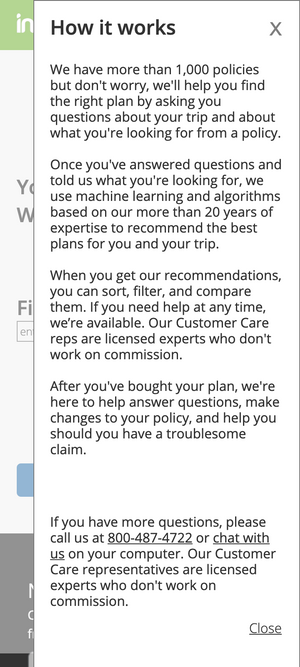 in
How it works
X
We have more than 1,000 policies
but don't worry, we'll help you find
the right plan by asking you
questions about your trip and about
what you're looking for from a policy.
Once you've answered questions and
told us what you're looking for, we
use machine learning and algorithms
based on our more than 20 years of
expertise to recommend the best
plans for you and your trip.
When you get our recommendations,
you can sort, filter, and compare
them. If you need help at any time,
we’re available. Our Customer Care
reps are licensed experts who don't
work on commission.
After you've bought your plan, we're
here to help answer questions, make
changes to your policy, and help you
should you have a troublesome
claim.
If you have more questions, please
call us at 800-487-4722 or chat with
us on your computer. Our Customer
Care representatives are licensed
experts who don't work on
commission.
Close